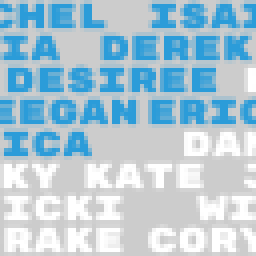 CHEL ISAI
IA DEREK
DESIREE
EEGAN ERIC
ICA DAN
KY KATE
ICKI WI
RAKE CORY